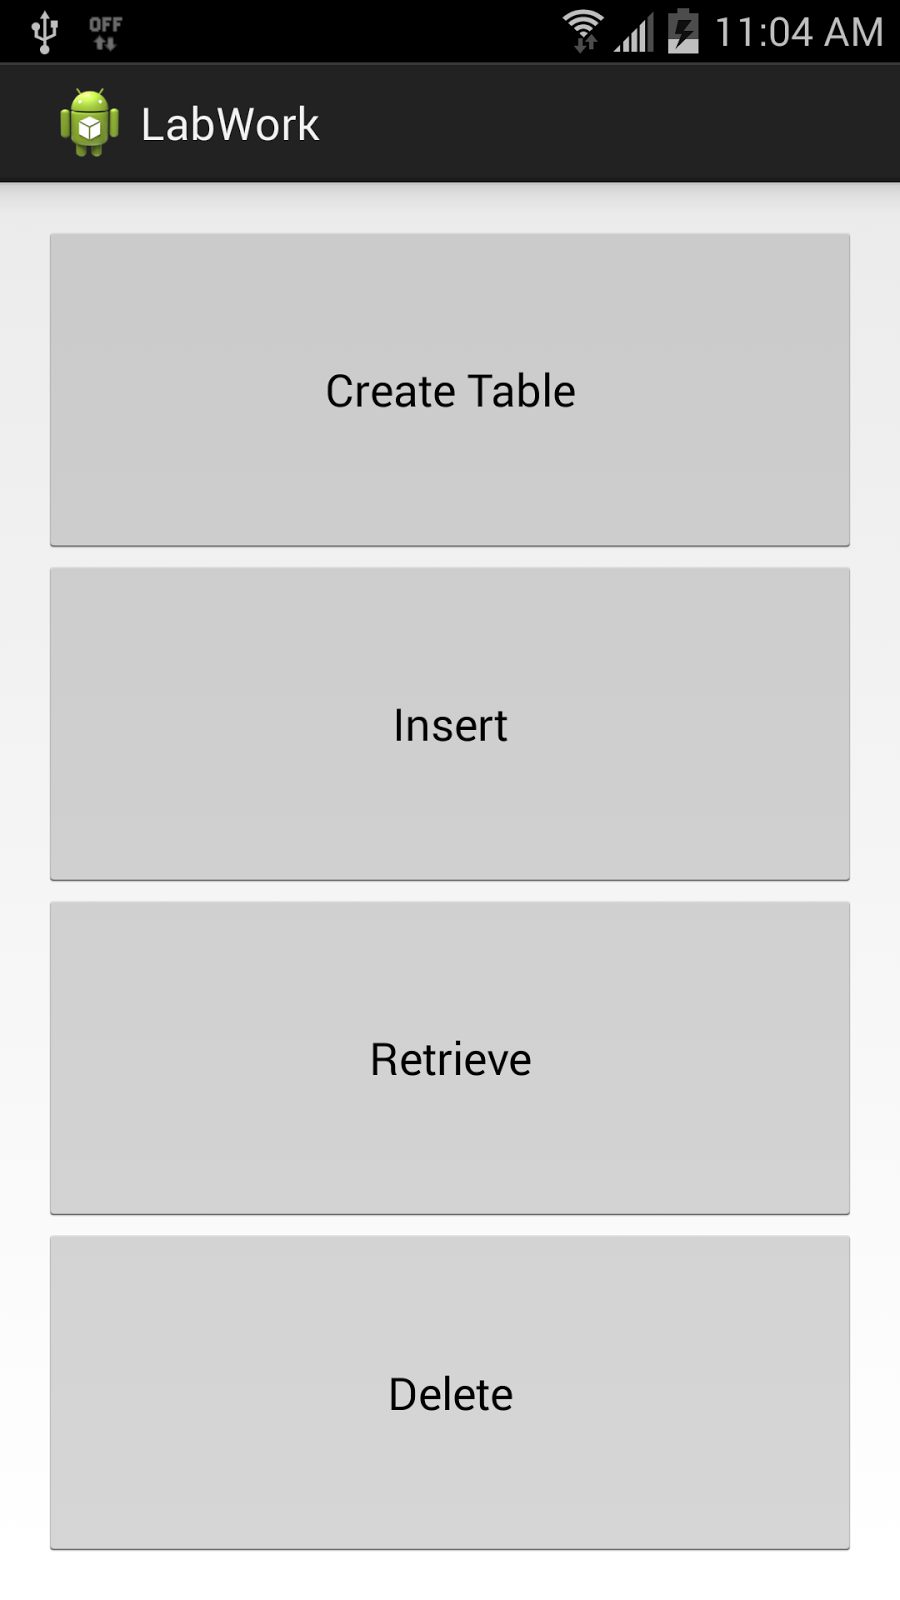 OFF
11:04 AM
LabWork
Create Table
Insert
Retrieve
Delete